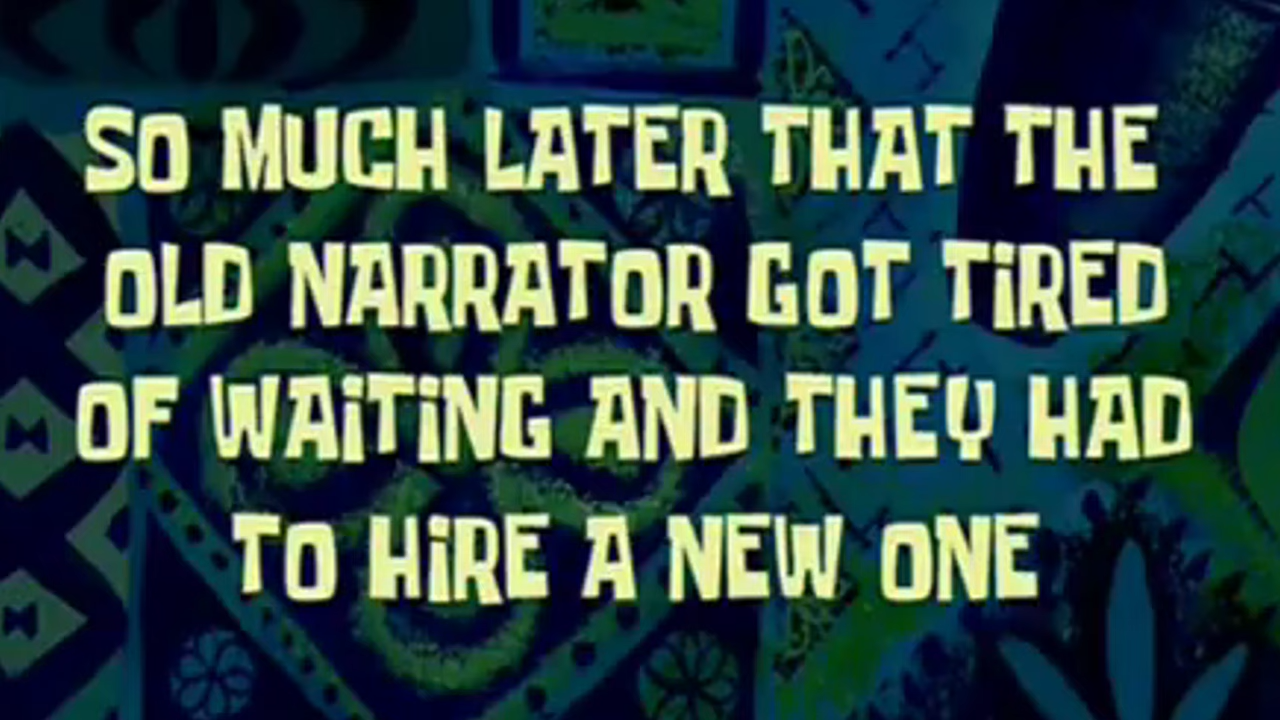 SO MUCH LATER THAT THE
OLD NARRATOR GOT TiRED
OF WAiTiNG AND THEY HAD
TO HiRE A NEW ONE